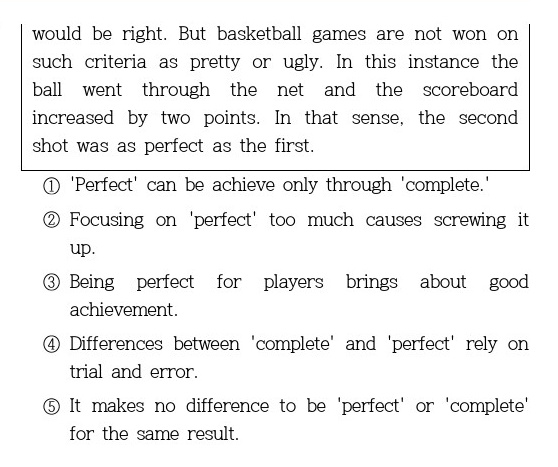 would be right. But basketball games are not won on
such criteria as pretty or ugly. In this instance the
ball went through the net and the scoreboard
increased by two points. In that sense, the second
shot was as perfect as the first.
① 'Perfect' can be achieve only through 'complete.'
② Focusing on 'perfect' too much causes screwing it
up.
③ Being perfect for players brings about good
achievement.
④ Differences between 'complete' and 'perfect' rely on
trial and error.
⑤ It makes no difference to be 'perfect' or 'complete'
for the same result.